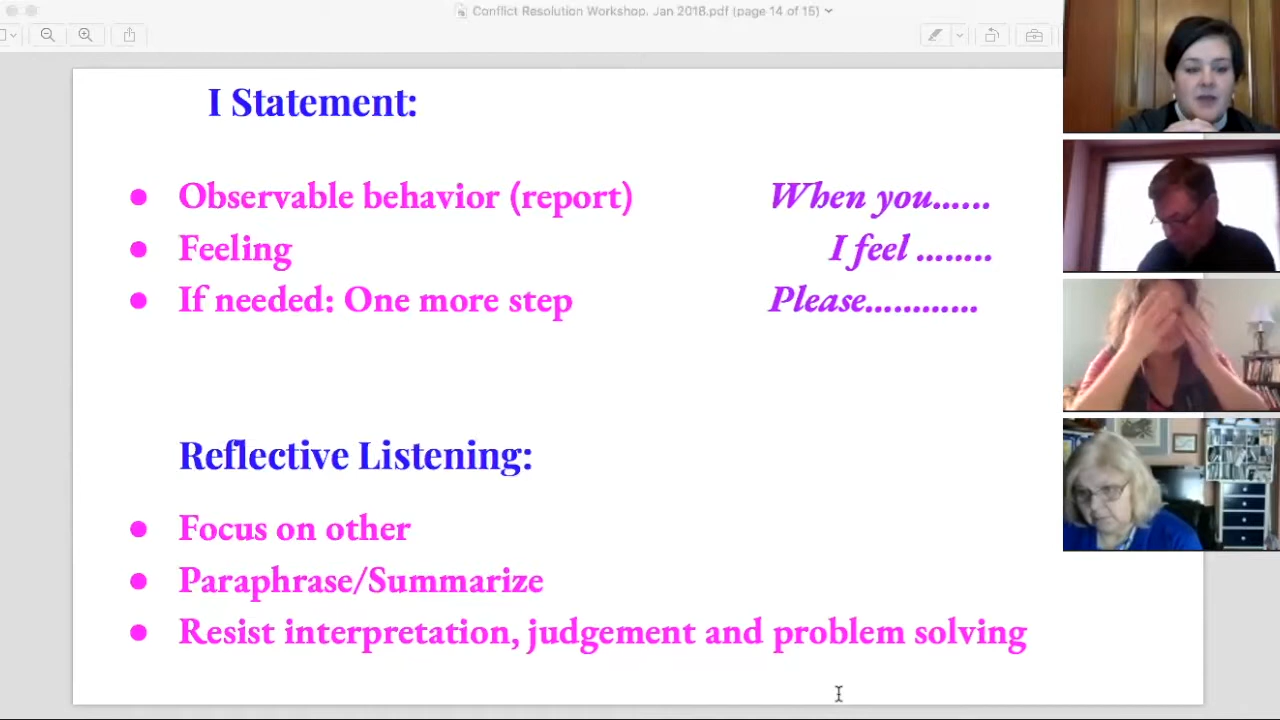 Conflict Resolution Workshop. Jan 2018.pdf (page 14 of 15)
I Statement:
● Observable behavior (report) When you......
● Feeling I feel ........
● If needed: One more step Please............
Reflective Listening:
● Focus on other
● Paraphrase/Summarize
● Resist interpretation, judgement and problem solving